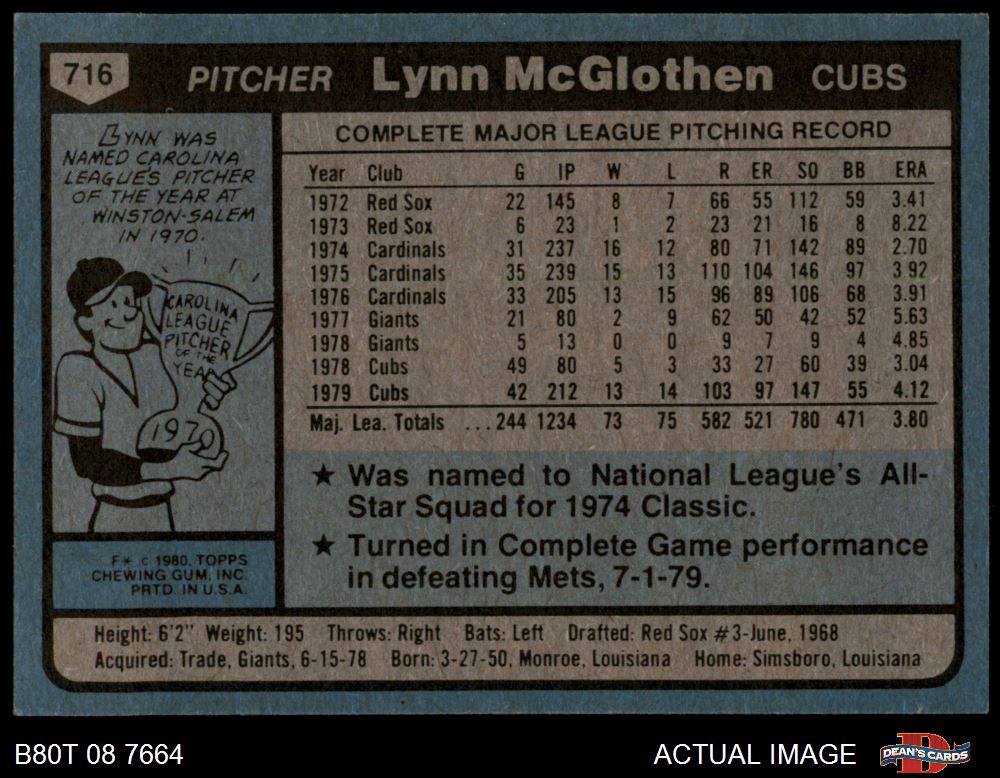 716 PITCHER Lynn McGlothen CUBS
LYNN WAS
NAMED CAROLINA
LEAGUE'S PITCHER
OF THE YEAR AT
WINSTON-SALEM
IN 1970.
CAROLINA
LEAGUE
PITCHER
OF THE
YEAR
1970
F* © 1980, TOPPS
CHEWING GUM, INC.
PRTD. IN U.S.A.
COMPLETE MAJOR LEAGUE PITCHING RECORD
Year Club G IP W L R ER SO BB ERA
1972 Red Sox 22 145 8 7 66 55 112 59 3.41
1973 Red Sox 6 23 1 2 23 21 16 8 8.22
1974 Cardinals 31 237 16 12 80 71 142 89 2.70
1975 Cardinals 35 239 15 13 110 104 146 97 3.92
1976 Cardinals 33 205 13 15 96 89 106 68 3.91
1977 Giants 21 80 2 9 62 50 42 52 5.63
1978 Giants 5 13 0 0 9 7 9 4 4.85
1978 Cubs 49 80 5 3 33 27 60 39 3.04
1979 Cubs 42 212 13 14 103 97 147 55 4.12
Maj. Lea. Totals ...244 1234 73 75 582 521 780 471 3.80
★ Was named to National League's All-
Star Squad for 1974 Classic.
★ Turned in Complete Game performance
in defeating Mets, 7-1-79.
Height: 6'2" Weight: 195 Throws: Right Bats: Left Drafted: Red Sox #3-June, 1968
Acquired: Trade, Giants, 6-15-78 Born: 3-27-50, Monroe, Louisiana Home: Simsboro, Louisiana
B80T 08 7664 ACTUAL IMAGE DEAN'S CARDS